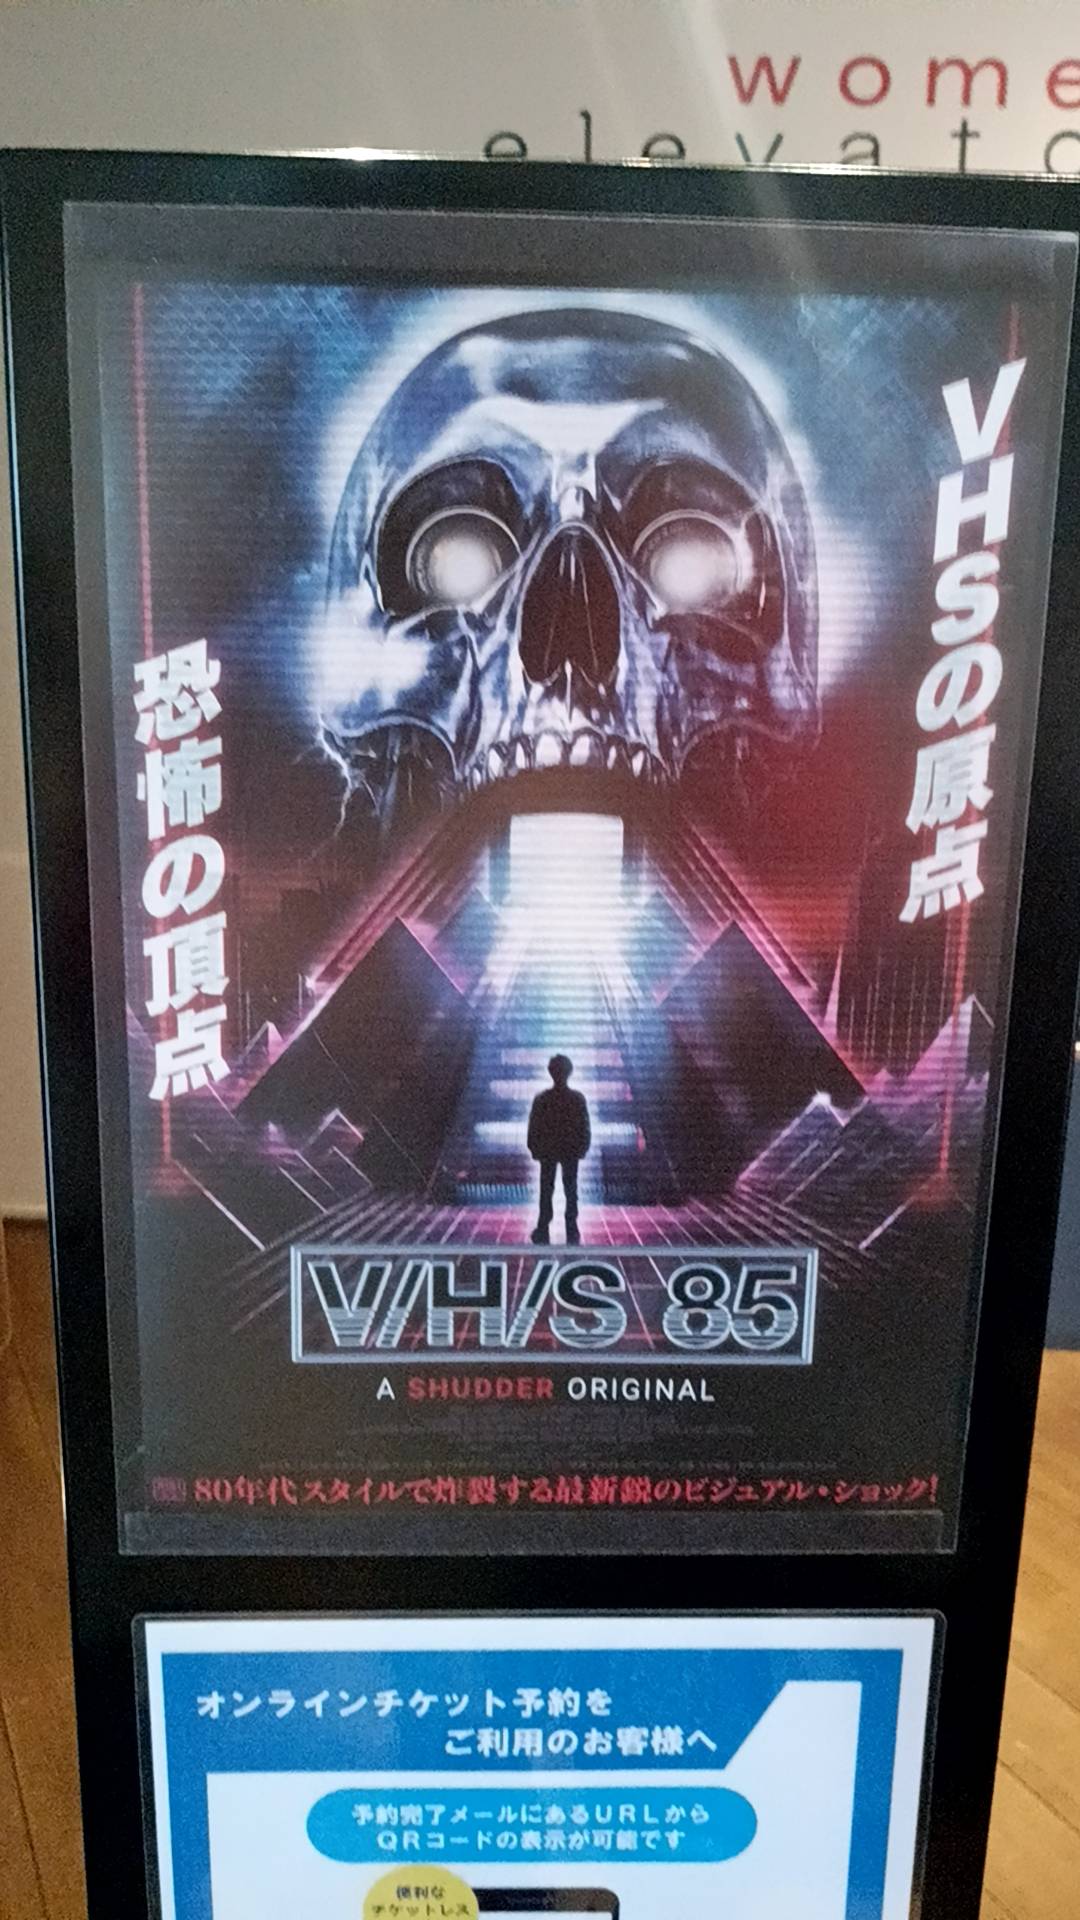 wome
elevato
VHSの原点
恐怖の頂点
V/H/S 85
A SHUDDER ORIGINAL
80年代スタイルで炸裂する最新鋭のビジュアル・ショック!
オンラインチケット予約を
ご利用のお客様へ
予約完了メールにあるURLから
QRコードの表示が可能です
便利な
チケットレス